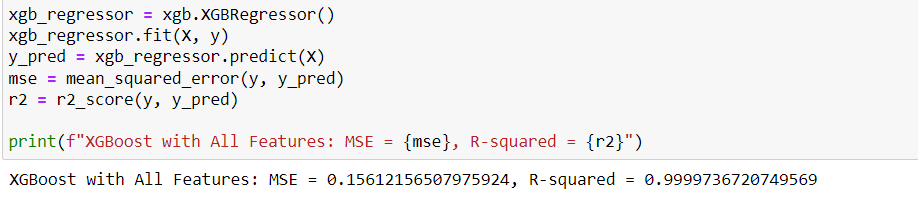 xgb_regressor = xgb.XGBRegressor()
xgb_regressor.fit(X, y)
y_pred = xgb_regressor.predict(X)
mse = mean_squared_error(y, y_pred)
r2 = r2_score(y, y_pred)
print(f"XGBoost with All Features: MSE = {mse}, R-squared = {r2}")
XGBoost with All Features: MSE = 0.15612156507975924, R-squared = 0.9999736720749569